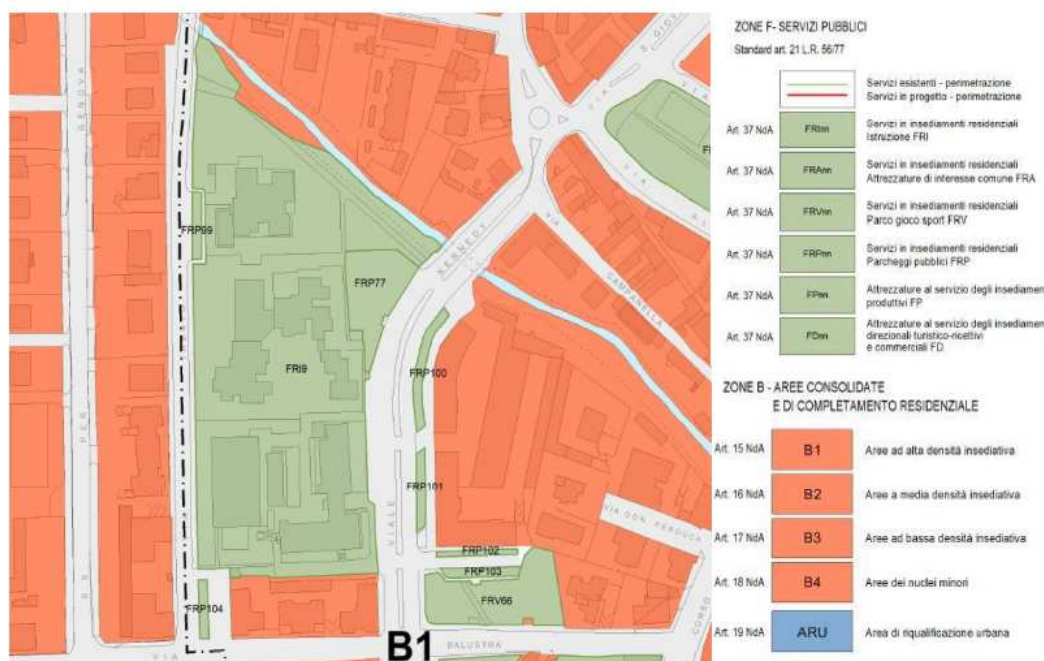 SS PER GENOVA
FRP99
FRP77
FRI9
FRP100
FRP101
FRP102
FRP103
FRV66
FRP104
KENNEDY
VIALE
VIA
CAMPANELLA
VIA
VIA DON PERDUCA
CORSO
VIA
B1
BALUSTRA
ZONE F- SERVIZI PUBBLICI
Standard art. 21 L.R. 56/77
Servizi esistenti - perimetrazione
Servizi in progetto - perimetrazione
Art. 37 NdA
FRInn
Servizi in insediamenti residenziali
Istruzione FRI
Art. 37 NdA
FRAnn
Servizi in insediamenti residenziali
Attrezzature di interesse comune FRA
Art. 37 NdA
FRVnn
Servizi in insediamenti residenziali
Parco gioco sport FRV
Art. 37 NdA
FRPnn
Servizi in insediamenti residenziali
Parcheggi pubblici FRP
Art. 37 NdA
FPnn
Attrezzature al servizio degli insediamen
produttivi FP
Art. 37 NdA
FDnn
Attrezzature al servizio degli insediamen
direzionali turistico-ricettivi
e commerciali FD
ZONE B - AREE CONSOLIDATE
E DI COMPLETAMENTO RESIDENZIALE
Art. 15 NdA
B1
Aree ad alta densità insediativa
Art. 16 NdA
B2
Aree a media densità insediativa
Art. 17 NdA
B3
Aree ad bassa densità insediativa
Art. 18 NdA
B4
Aree dei nuclei minori
Art. 19 NdA
ARU
Area di riqualificazione urbana